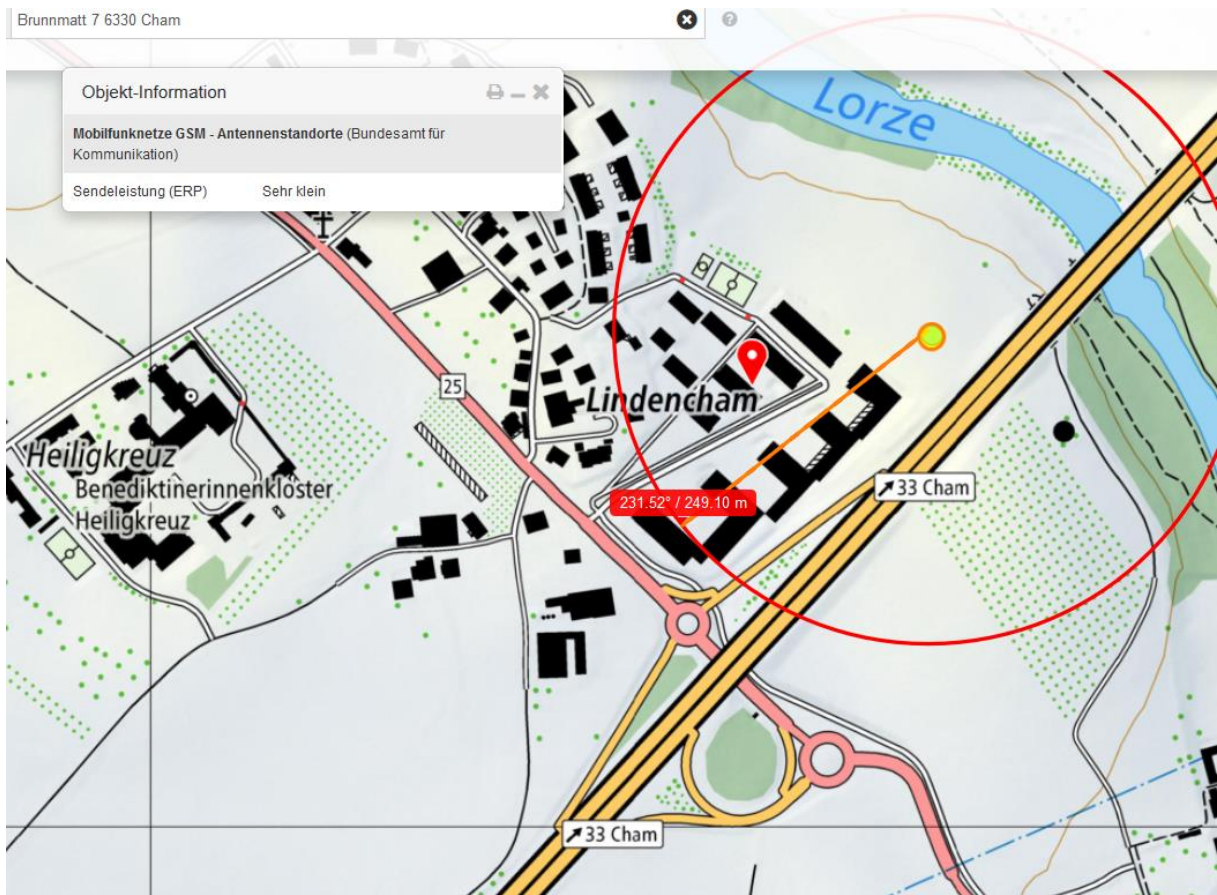 Brunnmatt 7 6330 Cham
?
Objekt-Information
Mobilfunknetze GSM - Antennenstandorte (Bundesamt für
Kommunikation)
Sendeleistung (ERP) Sehr klein
Lorze
25
Lindencham
Heiligkreuz
Benediktinerinnenkloster
Heiligkreuz
33 Cham
231.52° / 249.10 m
33 Cham